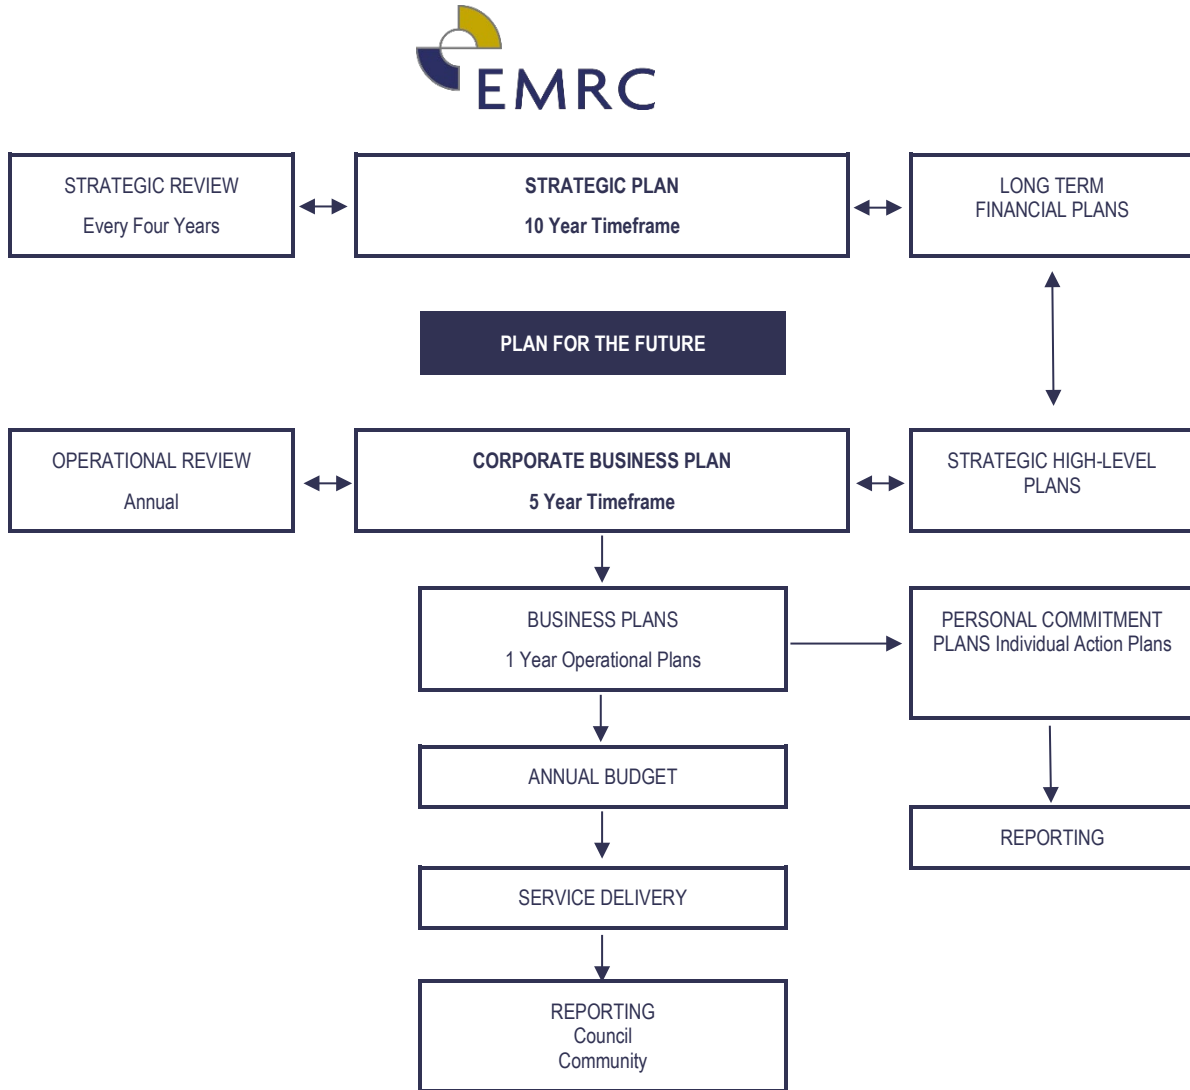 EMRC
STRATEGIC REVIEW
Every Four Years
STRATEGIC PLAN
10 Year Timeframe
LONG TERM
FINANCIAL PLANS
PLAN FOR THE FUTURE
OPERATIONAL REVIEW
Annual
CORPORATE BUSINESS PLAN
5 Year Timeframe
STRATEGIC HIGH-LEVEL
PLANS
BUSINESS PLANS
1 Year Operational Plans
PERSONAL COMMITMENT
PLANS Individual Action Plans
ANNUAL BUDGET
REPORTING
SERVICE DELIVERY
REPORTING
Council
Community